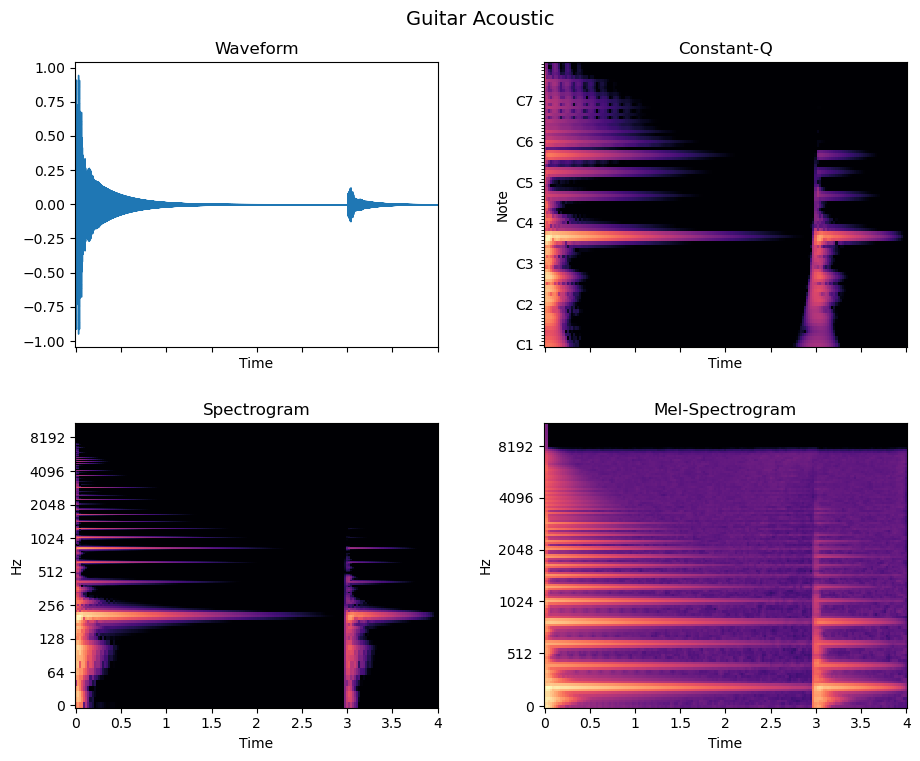 Guitar Acoustic
Waveform
1.00
0.75
0.50
0.25
0.00
−0.25
−0.50
−0.75
−1.00
Time
Constant-Q
Note
C7
C6
C5
C4
C3
C2
C1
Time
Spectrogram
Hz
8192
4096
2048
1024
512
256
128
64
0
0 0.5 1 1.5 2 2.5 3 3.5 4
Time
Mel-Spectrogram
Hz
8192
4096
2048
1024
512
0
0 0.5 1 1.5 2 2.5 3 3.5 4
Time